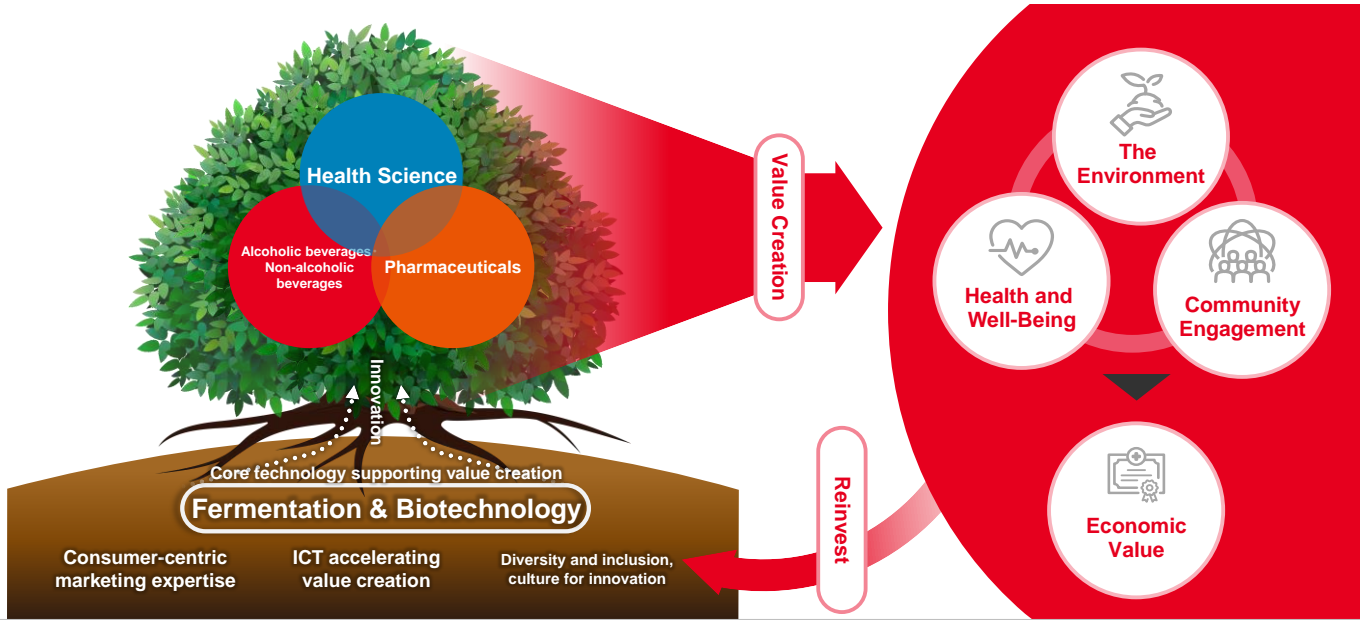 Health Science
Alcoholic beverages・
Non-alcoholic
beverages
Pharmaceuticals
Innovation
Core technology supporting value creation
Fermentation & Biotechnology
Consumer-centric
marketing expertise
ICT accelerating
value creation
Diversity and inclusion,
culture for innovation
Value Creation
The
Environment
Health and
Well-Being
Community
Engagement
Economic
Value
Reinvest